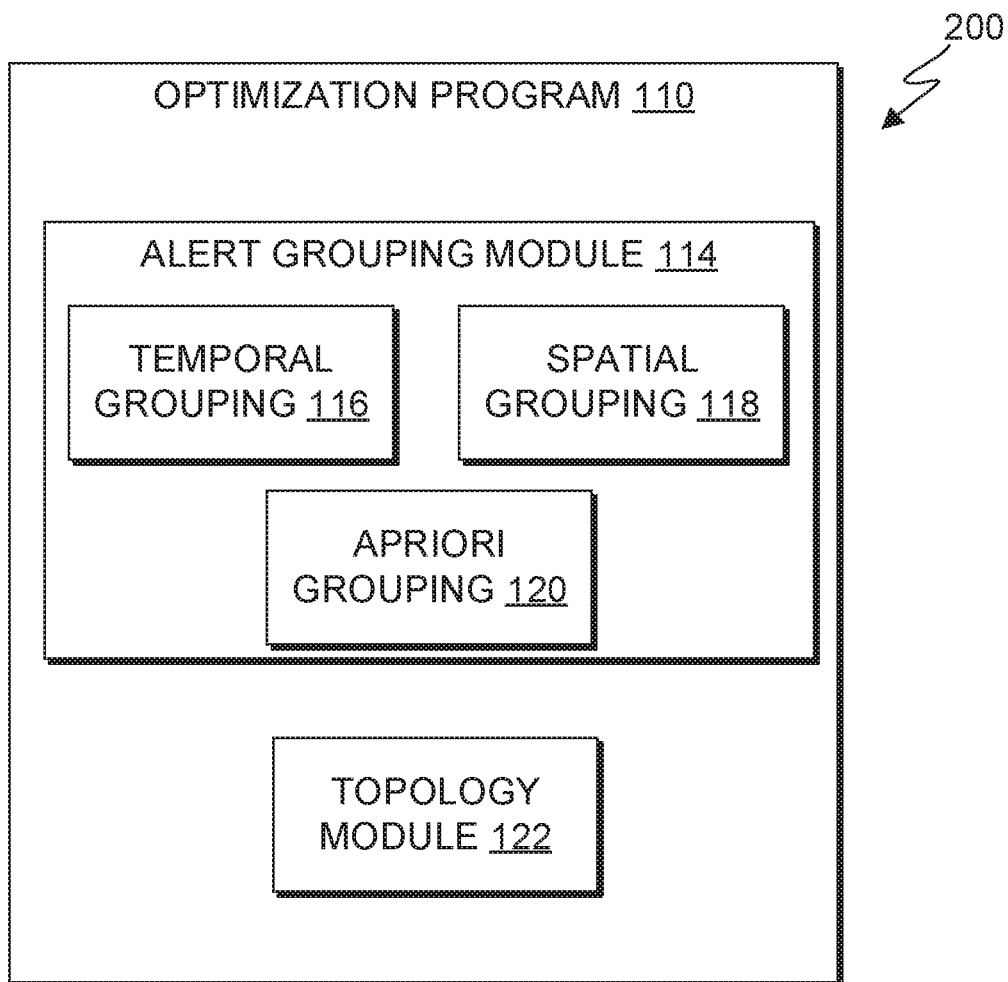 200
OPTIMIZATION PROGRAM 110
ALERT GROUPING MODULE 114
TEMPORAL
GROUPING 116
SPATIAL
GROUPING 118
APRIORI
GROUPING 120
TOPOLOGY
MODULE 122